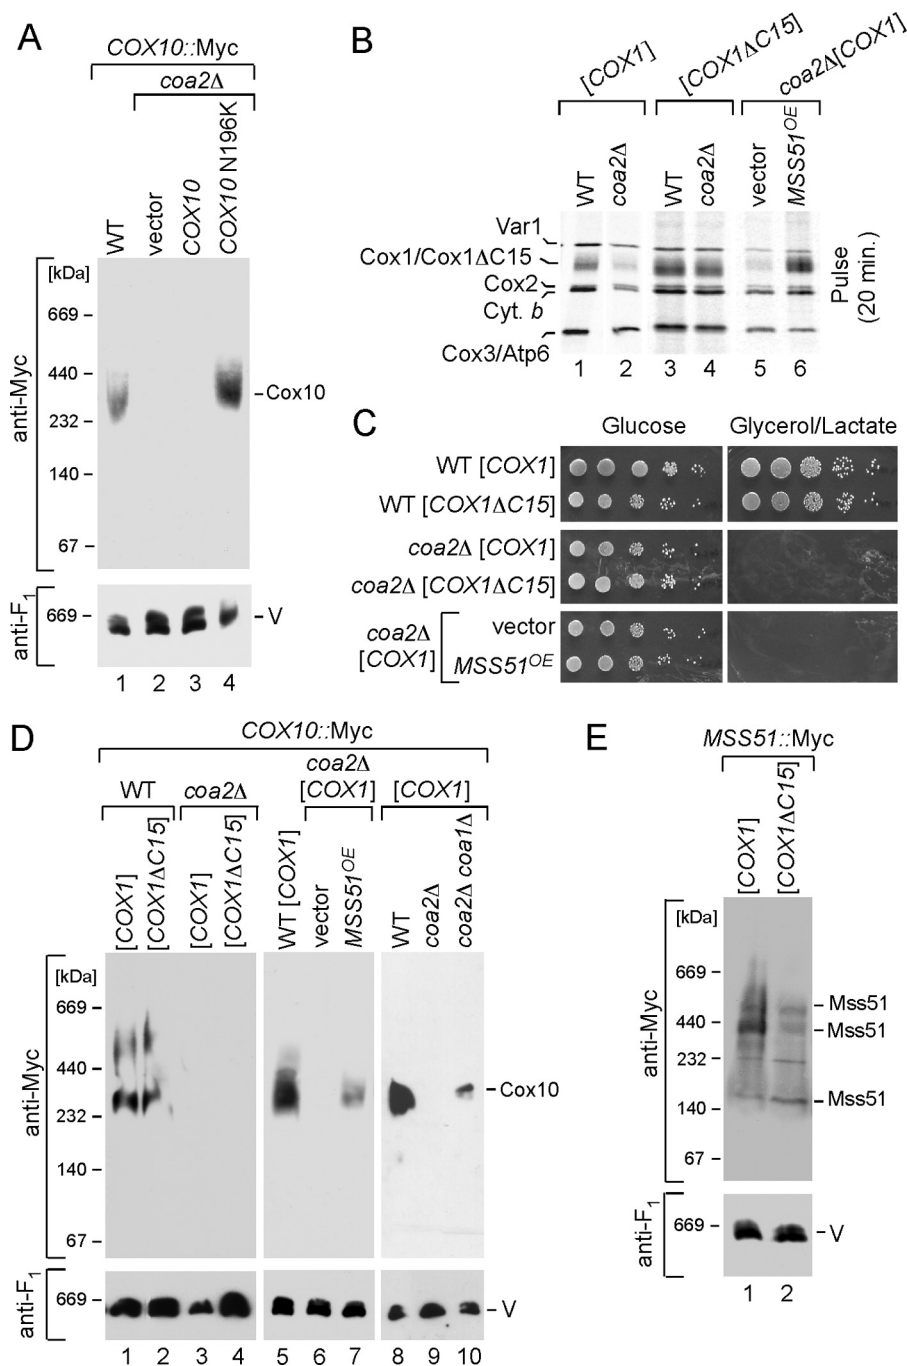 A
COX10::Myc
coa2Δ
WT
vector
COX10
COX10 N196K
[kDa]
669
440
232
140
67
anti-Myc
Cox10
anti-F1
669
V
1 2 3 4
B
[COX1]
[COX1ΔC15]
coa2Δ[COX1]
WT
coa2Δ
WT
coa2Δ
vector
MSS51OE
Var1
Cox1/Cox1ΔC15
Cox2
Cyt. b
Cox3/Atp6
Pulse
(20 min.)
1 2 3 4 5 6
C
Glucose
Glycerol/Lactate
WT [COX1]
WT [COX1ΔC15]
coa2Δ [COX1]
coa2Δ [COX1ΔC15]
coa2Δ
[COX1]
vector
MSS51OE
D
COX10::Myc
WT
coa2Δ
coa2Δ
[COX1]
[COX1]
[COX1]
[COX1ΔC15]
[COX1]
[COX1ΔC15]
WT [COX1]
vector
MSS51OE
WT
coa2Δ
coa2Δ coa1Δ
[kDa]
669
440
232
140
67
anti-Myc
Cox10
anti-F1
669
V
1 2 3 4 5 6 7 8 9 10
E
MSS51::Myc
[COX1]
[COX1ΔC15]
[kDa]
669
440
232
140
67
anti-Myc
Mss51
Mss51
Mss51
anti-F1
669
V
1 2